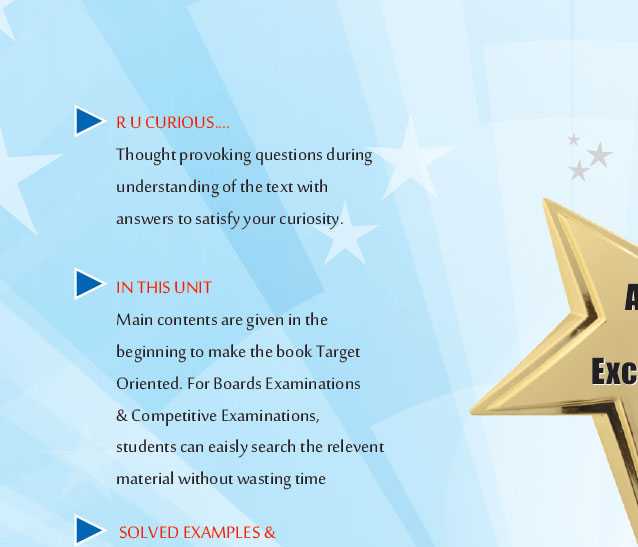 R U CURIOUS....
Thought provoking questions during
understanding of the text with
answers to satisfy your curiosity.
IN THIS UNIT
Main contents are given in the
beginning to make the book Target
Oriented. For Boards Examinations
& Competitive Examinations,
students can eaisly search the relevent
material without wasting time
SOLVED EXAMPLES &
A
Exc